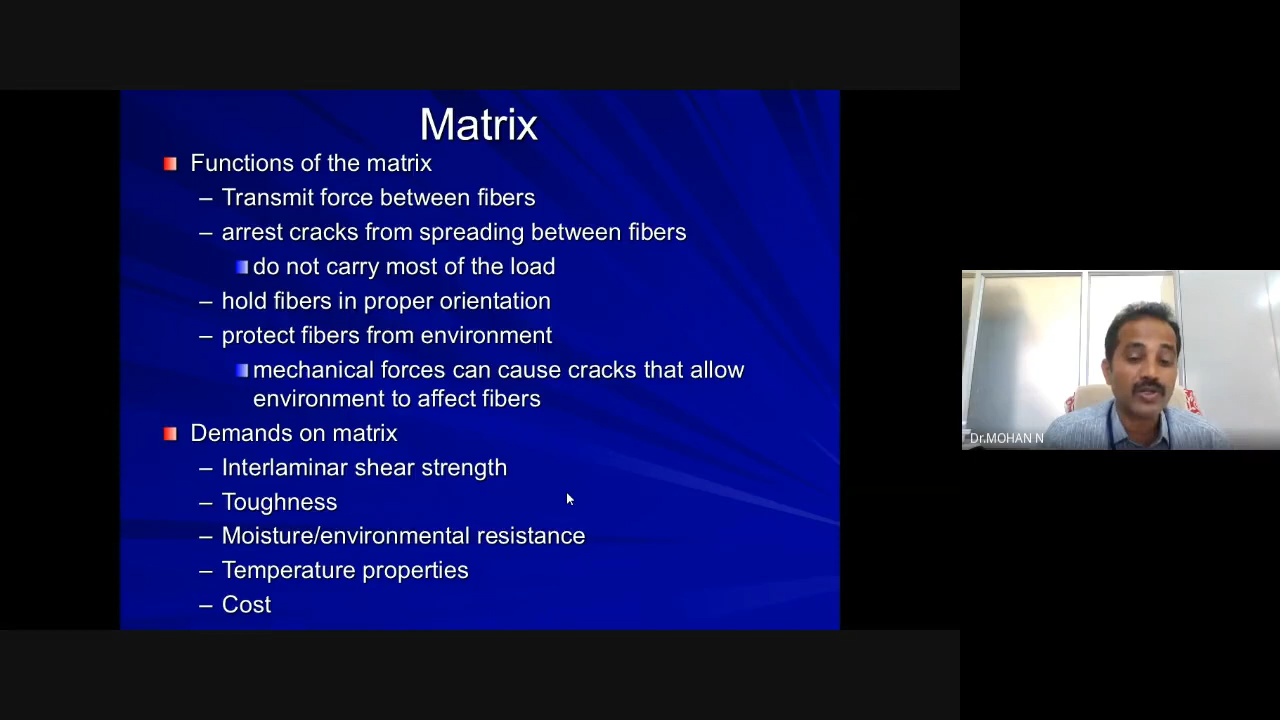 Matrix
Functions of the matrix
– Transmit force between fibers
– arrest cracks from spreading between fibers
do not carry most of the load
– hold fibers in proper orientation
– protect fibers from environment
mechanical forces can cause cracks that allow
environment to affect fibers
Demands on matrix
– Interlaminar shear strength
– Toughness
– Moisture/environmental resistance
– Temperature properties
– Cost
Dr.MOHAN N